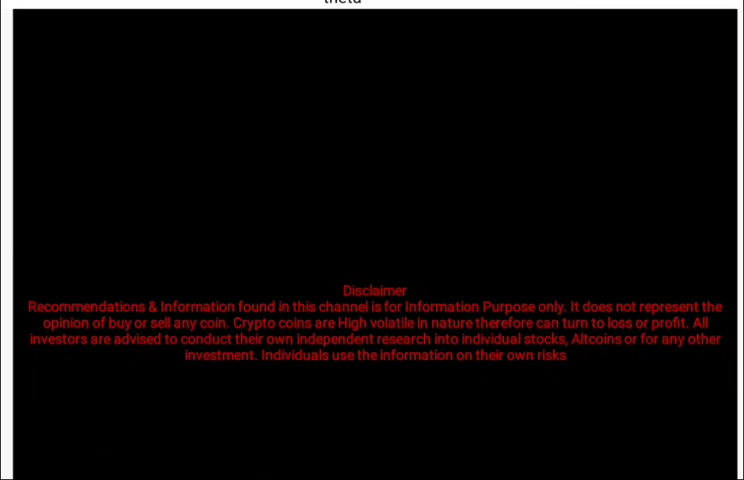 theta
Disclaimer
Recommendations & Information found in this channel is for Information Purpose only. It does not represent the
opinion of buy or sell any coin. Crypto coins are High volatile in nature therefore can turn to loss or profit. All
investors are advised to conduct their own independent research into individual stocks, Altcoins or for any other
investment. Individuals use the information on their own risks